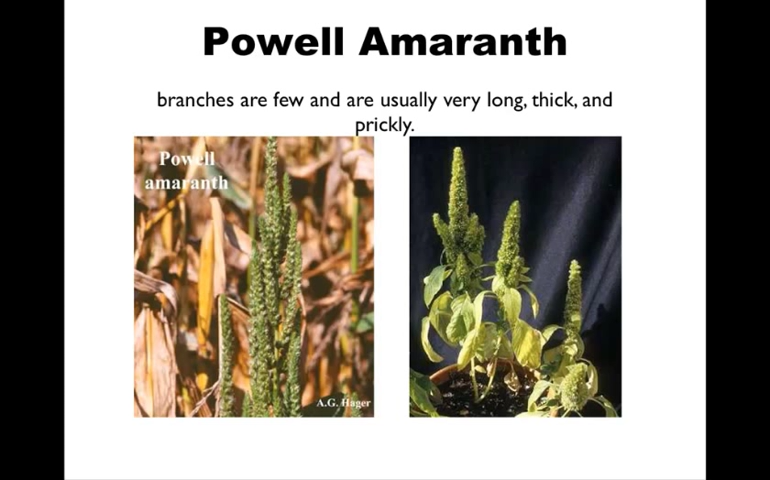 Powell Amaranth
branches are few and are usually very long, thick, and
prickly.
Powell
amaranth
A.G. Hager